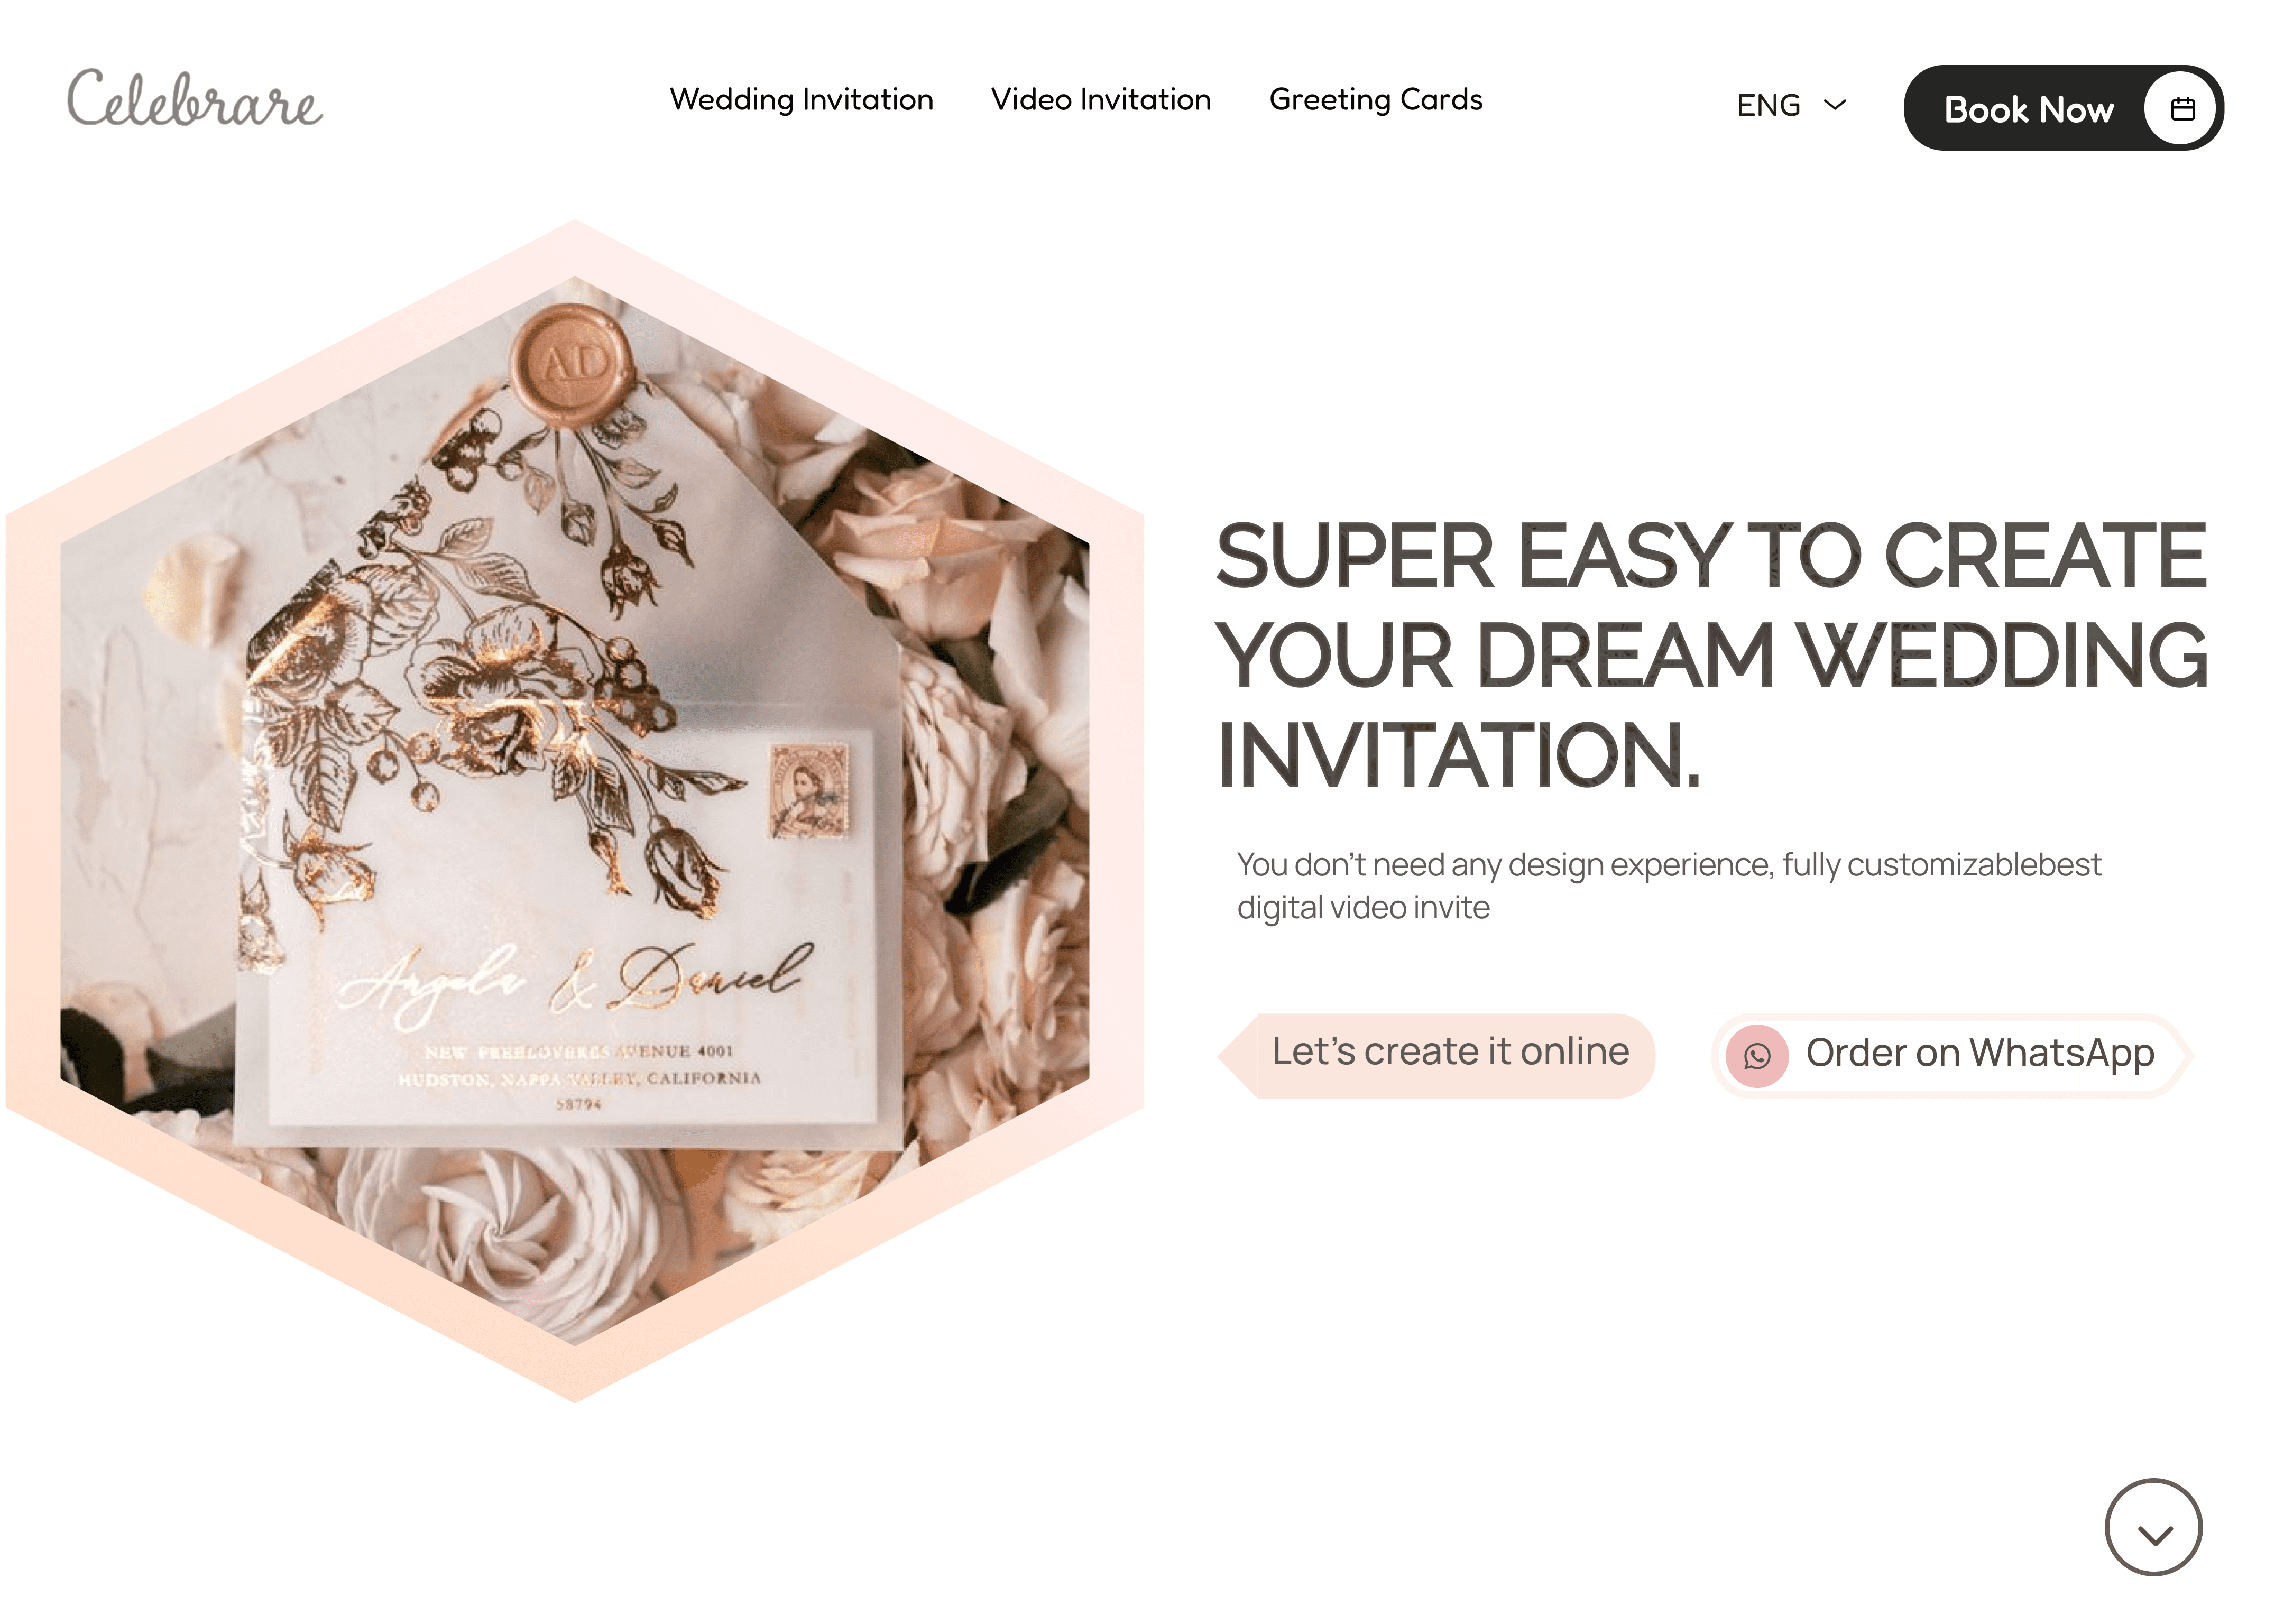 Celebrare
Wedding Invitation
Video Invitation
Greeting Cards
ENG
Book Now
AD
SUPER EASY TO CREATE
YOUR DREAM WEDDING
INVITATION.
You don't need any design experience, fully customizablebest
digital video invite
Let's create it online
Order on WhatsApp
Angela & Daniel
AVENUE 4001
HUDSTON, NAPPA VALLEY, CALIFORNIA
58794